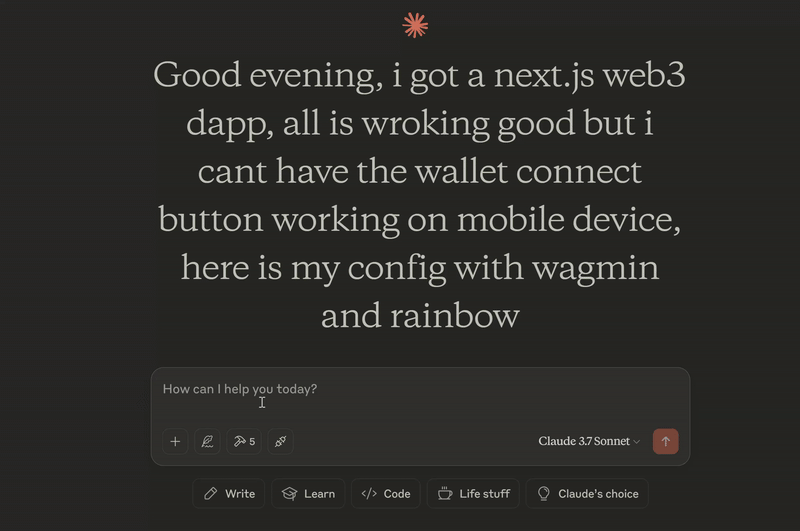 Good evening, i got a next.js web3
dapp, all is wroking good but i
cant have the wallet connect
button working on mobile device,
here is my config with wagmin
and rainbow
How can I help you today?
5
Claude 3.7 Sonnet
Write
Learn
Code
Life stuff
Claude's choice